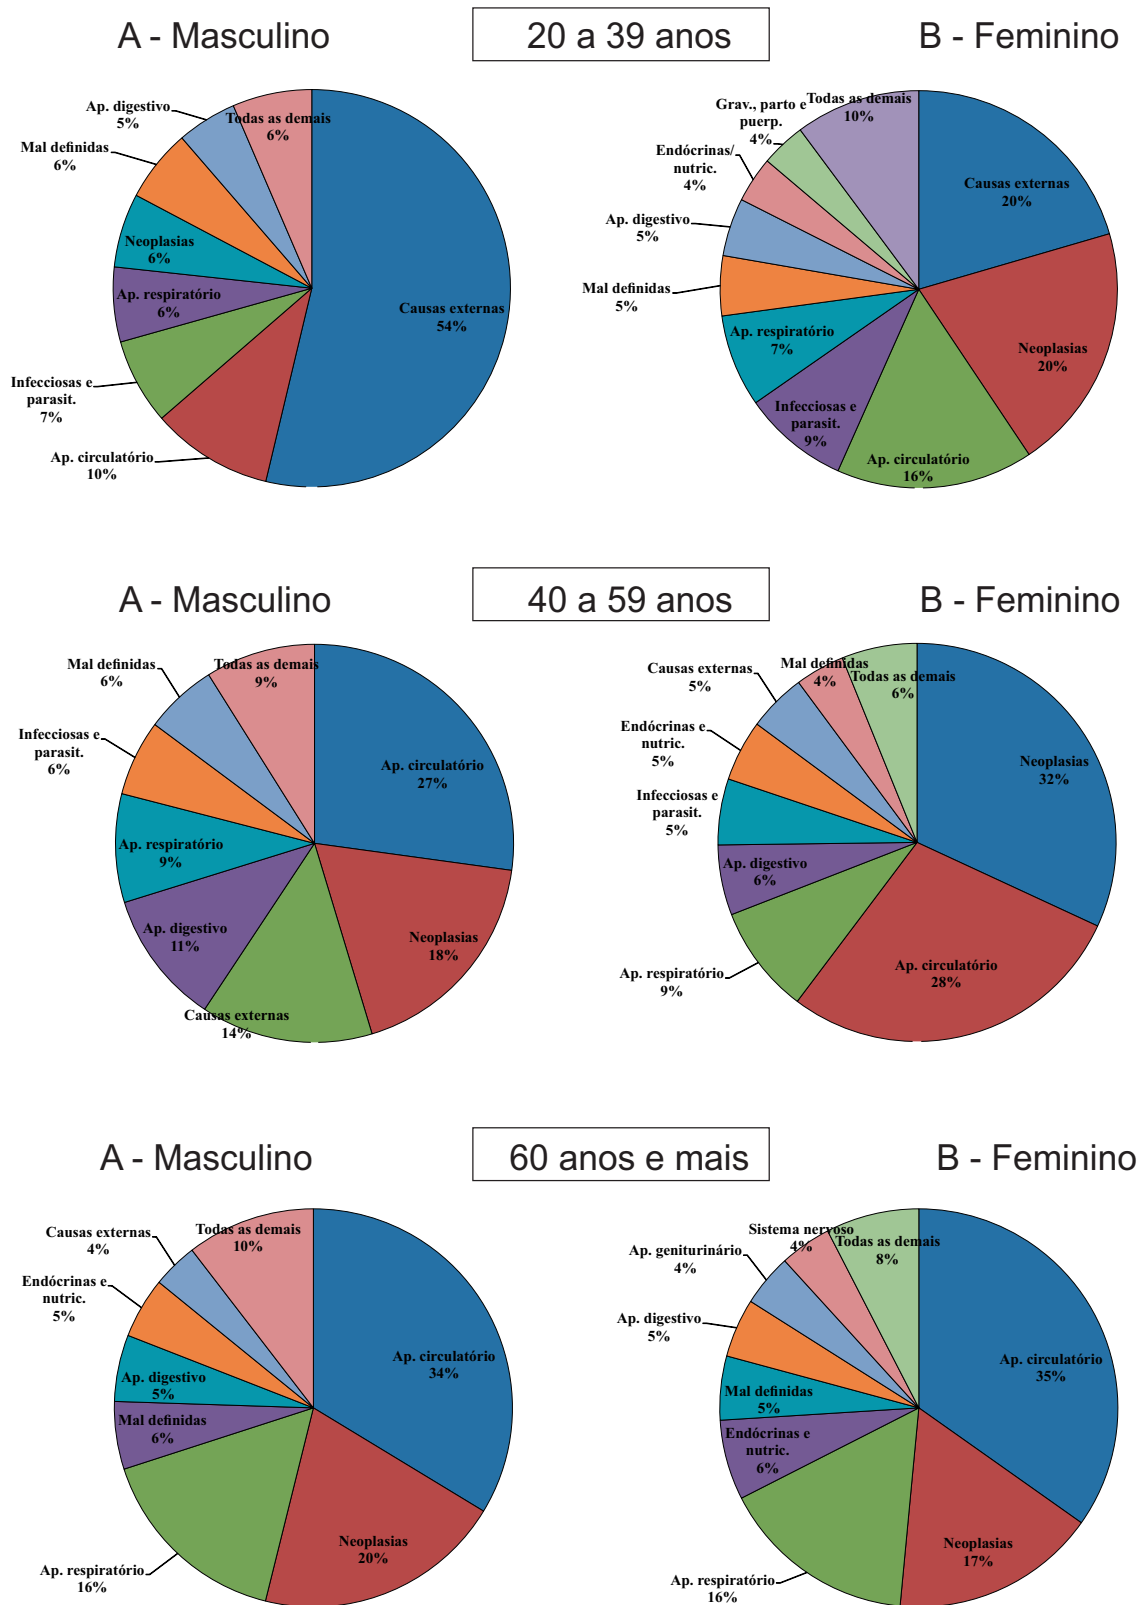 A - Masculino
20 a 39 anos
B - Feminino
Ap. digestivo
5%
Todas as demais
6%
Mal definidas
6%
Neoplasias
6%
Ap. respiratório
6%
Causas externas
54%
Infecciosas e
parasit.
7%
Ap. circulatório
10%
Grav., parto e
puerp.
4%
Todas as demais
10%
Endócrinas/
nutric.
4%
Causas externas
20%
Ap. digestivo
5%
Mal definidas
5%
Ap. respiratório
7%
Neoplasias
20%
Infecciosas e
parasit.
9%
Ap. circulatório
16%
A - Masculino
40 a 59 anos
B - Feminino
Mal definidas
6%
Todas as demais
9%
Infecciosas e
parasit.
6%
Ap. circulatório
27%
Ap. respiratório
9%
Ap. digestivo
11%
Neoplasias
18%
Causas externas
14%
Causas externas
5%
Mal definidas
4%
Todas as demais
6%
Endócrinas e
nutric.
5%
Neoplasias
32%
Infecciosas e
parasit.
5%
Ap. digestivo
6%
Ap. respiratório
9%
Ap. circulatório
28%
A - Masculino
60 anos e mais
B - Feminino
Causas externas
4%
Todas as demais
10%
Endócrinas e
nutric.
5%
Ap. circulatório
34%
Ap. digestivo
5%
Mal definidas
6%
Neoplasias
20%
Ap. respiratório
16%
Sistema nervoso
4%
Todas as demais
8%
Ap. geniturinário
4%
Ap. digestivo
5%
Ap. circulatório
35%
Mal definidas
5%
Endócrinas e
nutric.
6%
Neoplasias
17%
Ap. respiratório
16%